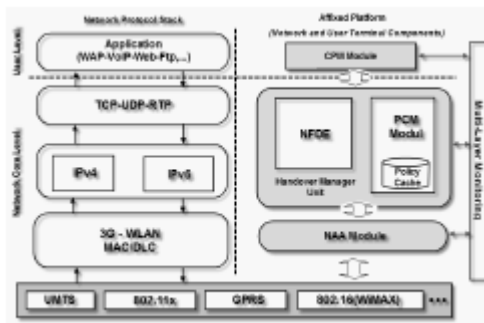 Network Protocol Stack
Affixed Platform
(Network and User Terminal Components)
User Level
Application
(WAP-VoIP-Web-Ftp,...)
CPM Module
TCP-UDP-RTP
Network Core Level
NFDE
PCM
Modul
Policy
Cache
Handover Manager
Unit
IPv4
IPv6
Multi-Layer Monitoring
3G - WLAN
MAC/DLC
NAA Module
UMTS
802.11x
GPRS
802.16(WiMAX)
...